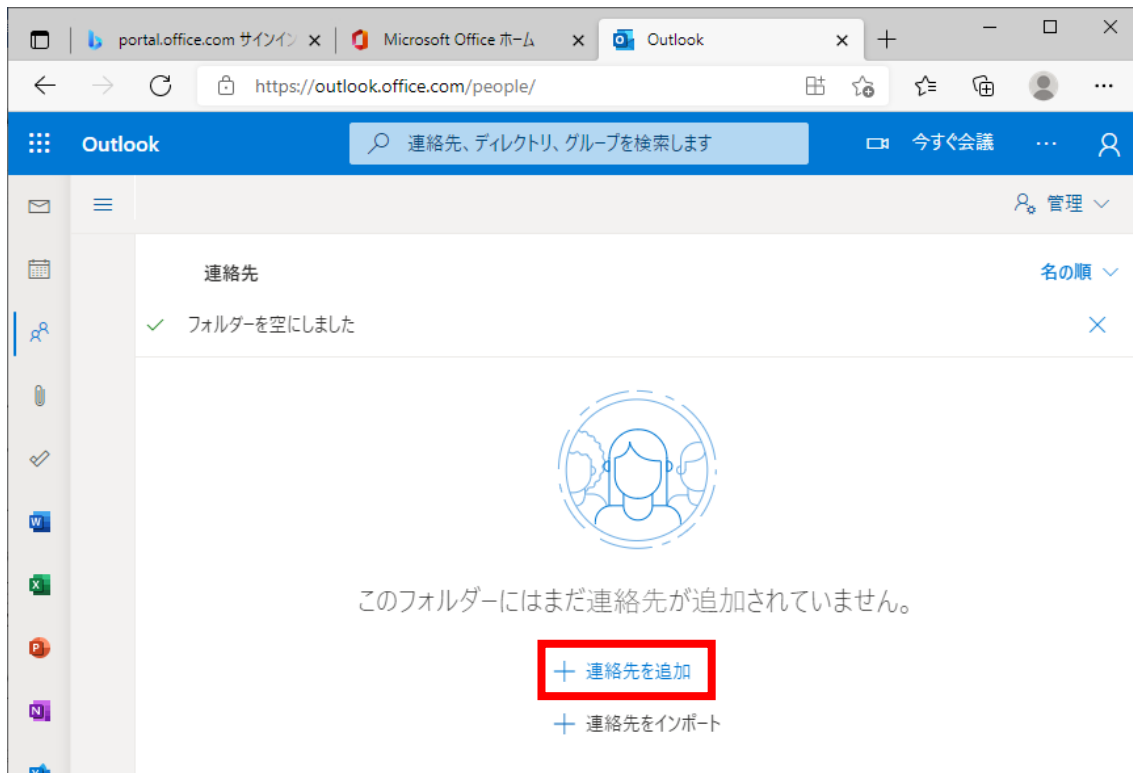 portal.office.com サインイン
Microsoft Office ホーム
Outlook
https://outlook.office.com/people/
Outlook
連絡先、ディレクトリ、グループを検索します
今すぐ会議
管理
連絡先
名の順
フォルダーを空にしました
このフォルダーにはまだ連絡先が追加されていません。
連絡先を追加
連絡先をインポート